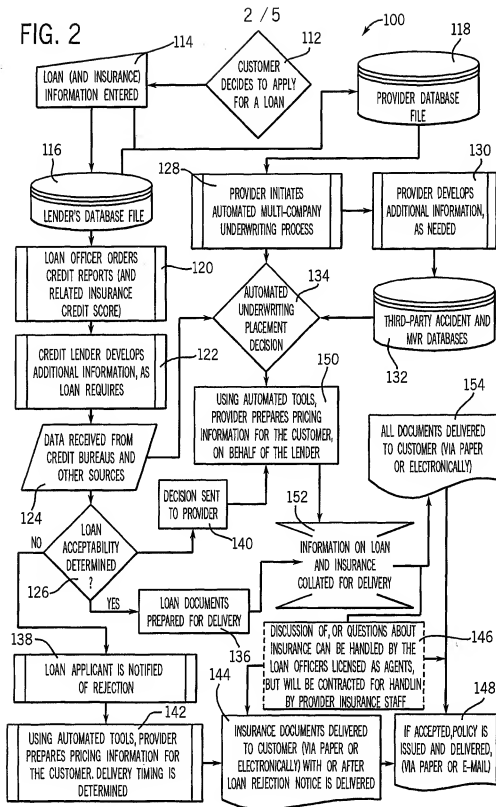 FIG. 2
2 / 5
100
114
LOAN (AND INSURANCE)
INFORMATION ENTERED
112
CUSTOMER
DECIDES TO APPLY
FOR A LOAN
118
PROVIDER DATABASE
FILE
116
LENDER'S DATABASE FILE
128
PROVIDER INITIATES
AUTOMATED MULTI-COMPANY
UNDERWRITING PROCESS
130
PROVIDER DEVELOPS
ADDITIONAL INFORMATION,
AS NEEDED
LOAN OFFICER ORDERS
CREDIT REPORTS (AND
RELATED INSURANCE
CREDIT SCORE)
120
134
AUTOMATED
UNDERWRITING
PLACEMENT
DECISION
THIRD-PARTY ACCIDENT AND
MVR DATABASES
132
CREDIT LENDER DEVELOPS
ADDITIONAL INFORMATION, AS
LOAN REQUIRES
122
150
USING AUTOMATED TOOLS,
PROVIDER PREPARES PRICING
INFORMATION FOR THE CUSTOMER,
ON BEHALF OF THE LENDER
154
ALL DOCUMENTS DELIVERED
TO CUSTOMER (VIA PAPER
OR ELECTRONICALLY)
DATA RECEIVED FROM
CREDIT BUREAUS AND
OTHER SOURCES
124
DECISION SENT
TO PROVIDER
140
152
INFORMATION ON LOAN
AND INSURANCE
COLLATED FOR DELIVERY
NO
LOAN
ACCEPTABILITY
DETERMINED
?
126
YES
LOAN DOCUMENTS
PREPARED FOR DELIVERY
136
DISCUSSION OF, OR QUESTIONS ABOUT
INSURANCE CAN BE HANDLED BY THE
LOAN OFFICERS LICENSED AS AGENTS,
BUT WILL BE CONTRACTED FOR HANDLIN
BY PROVIDER INSURANCE STAFF
146
138
LOAN APPLICANT IS NOTIFIED
OF REJECTION
142
USING AUTOMATED TOOLS, PROVIDER
PREPARES PRICING INFORMATION FOR
THE CUSTOMER. DELIVERY TIMING IS
DETERMINED
144
INSURANCE DOCUMENTS DELIVERED
TO CUSTOMER (VIA PAPER OR
ELECTRONICALLY) WITH OR AFTER
LOAN REJECTION NOTICE IS DELIVERED
148
IF ACCEPTED, POLICY
IS ISSUED AND DELIVERED,
(VIA PAPER OR E-MAIL)